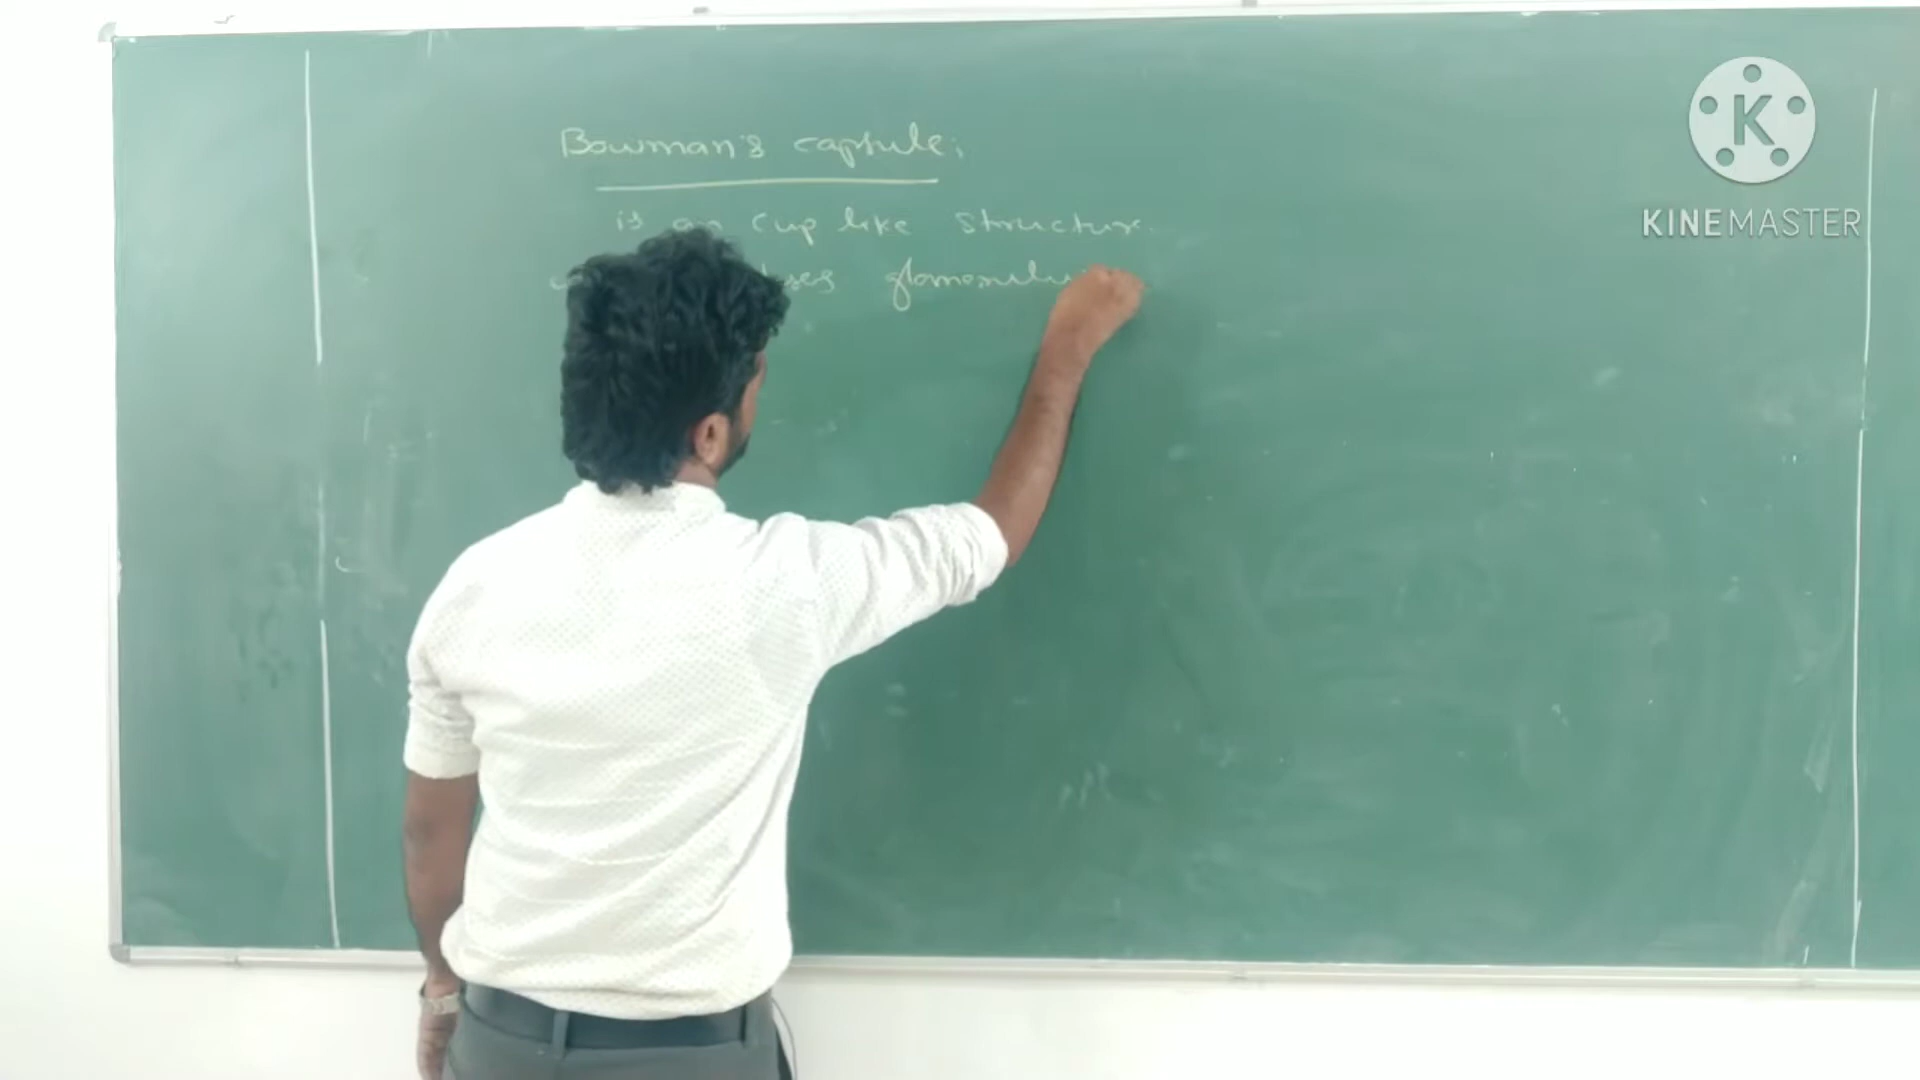 Bowman's capsule;
is an cup like structure.
glomerulus
K
KINEMASTER